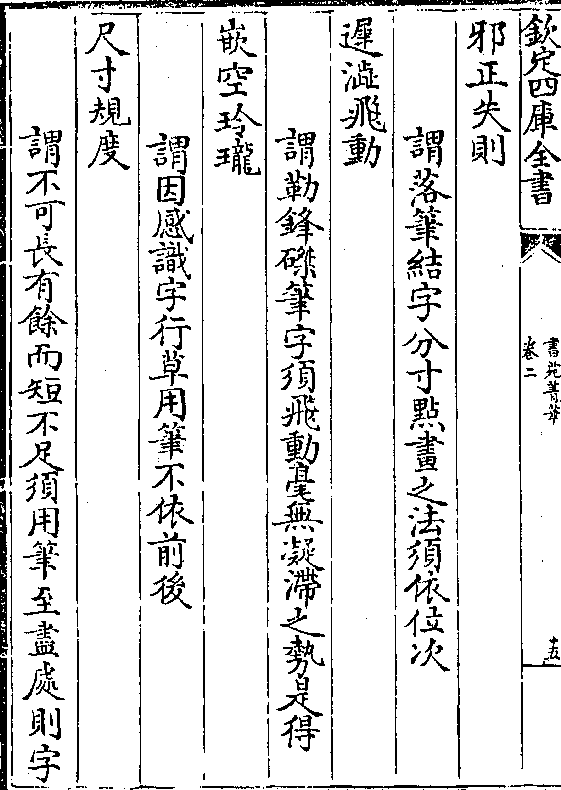 欽定四庫全書
書苑菁華
卷二
十五
邪正失則
謂落筆結字分寸點畫之法須依位次
遲澁飛動
謂勒鋒磔筆字須飛動毫無凝滯之勢是得
嵌空玲瓏
謂因感識字行草用筆不依前後
尺寸規度
謂不可長有餘而短不足須用筆至盡處則字